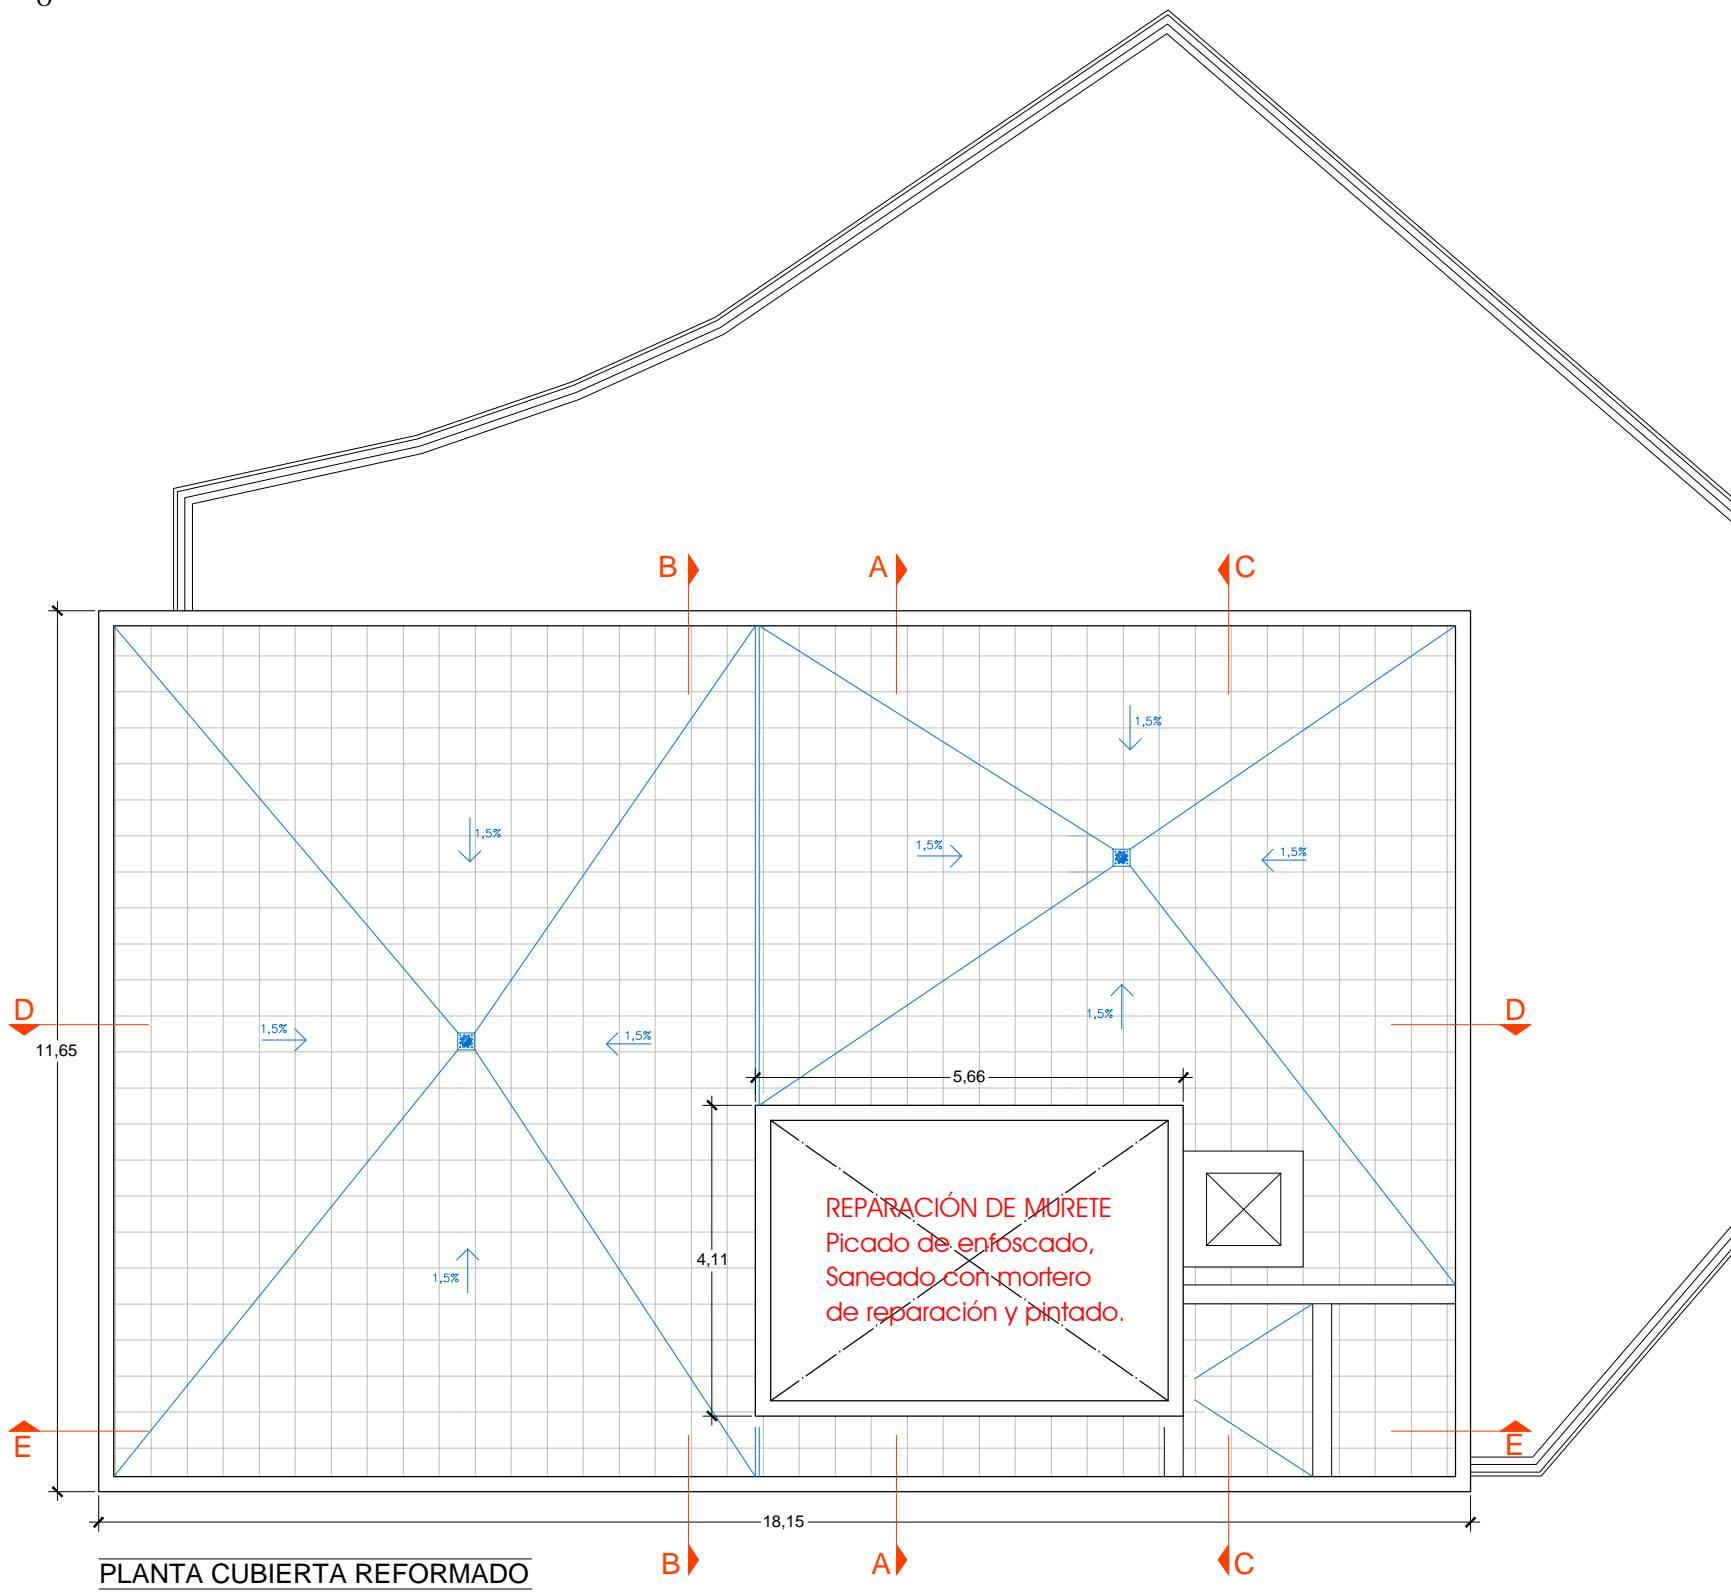 B
A
C
1,5%
1,5%
1,5%
1,5%
D
D
1,5%
1,5%
1,5%
11,65
5,66
REPARACIÓN DE MURETE
Picado de enfoscado,
Saneado con mortero
de reparación y pintado.
4,11
1,5%
E
E
18,15
B
A
C
PLANTA CUBIERTA REFORMADO